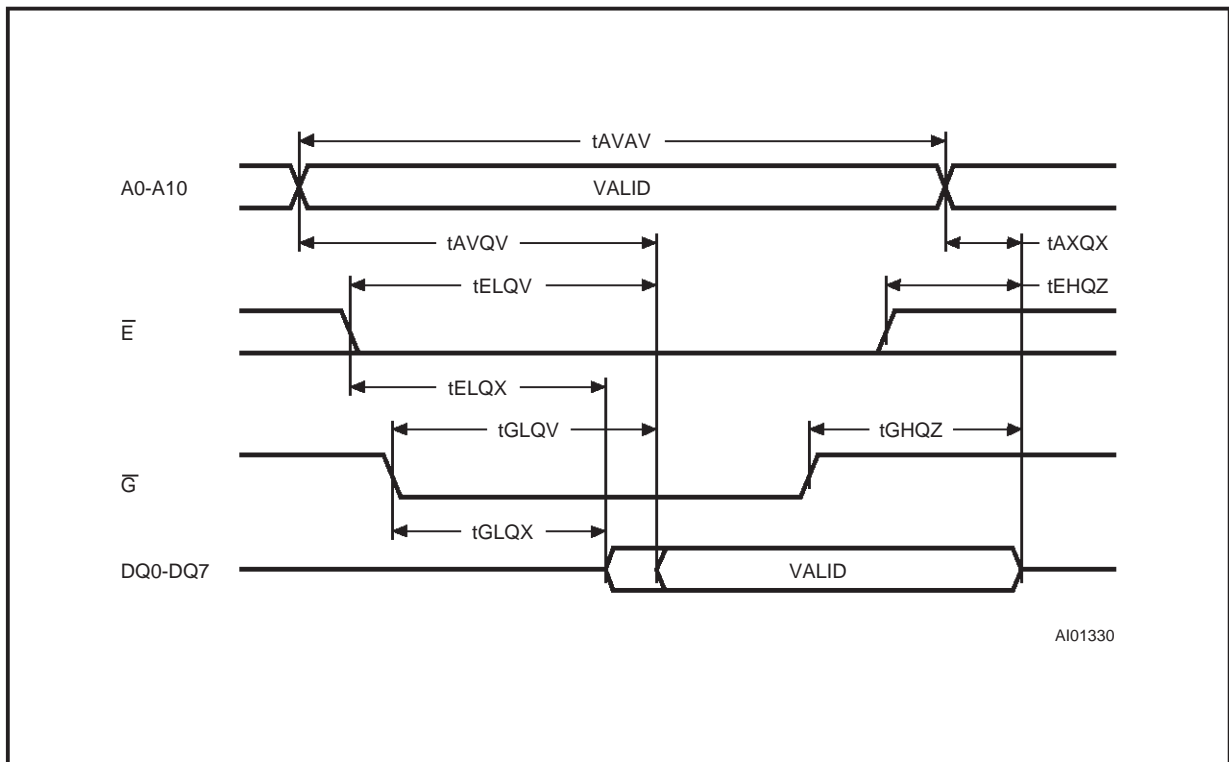 tAVAV
A0-A10 VALID
tAVQV tAXQX
tELQV tEHQZ
E̅
tELQX
tGLQV tGHQZ
G̅
tGLQX
DQ0-DQ7 VALID
AI01330